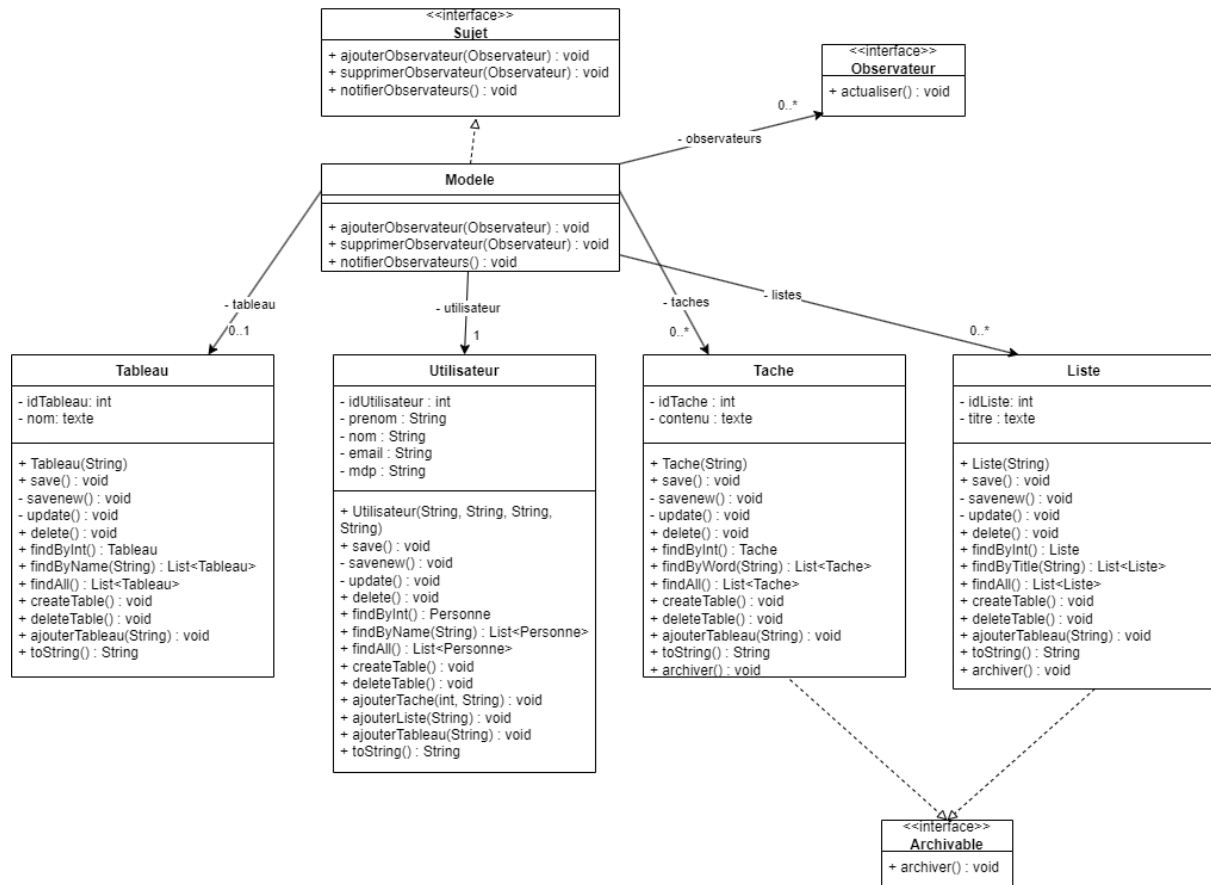 <<interface>>
Sujet
+ ajouterObservateur(Observateur) : void
+ supprimerObservateur(Observateur) : void
+ notifierObservateurs() : void
<<interface>>
Observateur
+ actualiser() : void
0..*
- observateurs
Modele
+ ajouterObservateur(Observateur) : void
+ supprimerObservateur(Observateur) : void
+ notifierObservateurs() : void
- tableau
0..1
- utilisateur
1
- taches
0..*
- listes
0..*
Tableau
- idTableau: int
- nom: texte
+ Tableau(String)
+ save() : void
- savenew() : void
- update() : void
+ delete() : void
+ findByInt() : Tableau
+ findByName(String) : List<Tableau>
+ findAll() : List<Tableau>
+ createTable() : void
+ deleteTable() : void
+ ajouterTableau(String) : void
+ toString() : String
Utilisateur
- idUtilisateur : int
- prenom : String
- nom : String
- email : String
- mdp : String
+ Utilisateur(String, String, String,
String)
+ save() : void
- savenew() : void
- update() : void
+ delete() : void
+ findByInt() : Personne
+ findByName(String) : List<Personne>
+ findAll() : List<Personne>
+ createTable() : void
+ deleteTable() : void
+ ajouterTache(int, String) : void
+ ajouterListe(String) : void
+ ajouterTableau(String) : void
+ toString() : String
Tache
- idTache : int
- contenu : texte
+ Tache(String)
+ save() : void
- savenew() : void
- update() : void
+ delete() : void
+ findByInt() : Tache
+ findByWord(String) : List<Tache>
+ findAll() : List<Tache>
+ createTable() : void
+ deleteTable() : void
+ ajouterTableau(String) : void
+ toString() : String
+ archiver() : void
Liste
- idListe: int
- titre : texte
+ Liste(String)
+ save() : void
- savenew() : void
- update() : void
+ delete() : void
+ findByInt() : Liste
+ findByTitle(String) : List<Liste>
+ findAll() : List<Liste>
+ createTable() : void
+ deleteTable() : void
+ ajouterTableau(String) : void
+ toString() : String
+ archiver() : void
<<interface>>
Archivable
+ archiver() : void